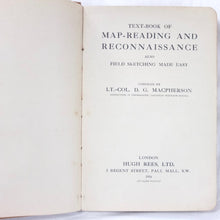 TEXT-BOOK OF
MAP-READING AND
RECONNAISSANCE
ALSO
FIELD SKETCHING MADE EASY
COMPILED BY
LT.-COL. D. G. MACPHERSON
LONDON
HUGH REES, LTD.
5 REGENT STREET, PALL MALL, S.W.